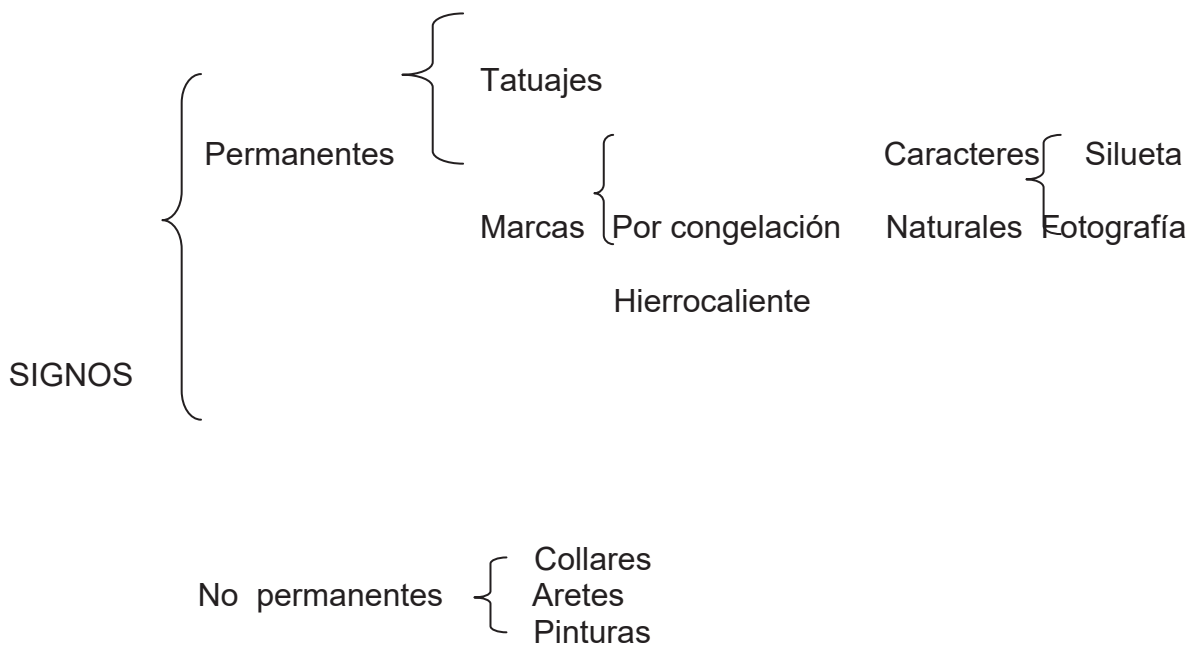 Tatuajes
Permanentes Caracteres Silueta
Marcas Por congelación Naturales Fotografía
Hierrocaliente
SIGNOS
Collares
No permanentes Aretes
Pinturas